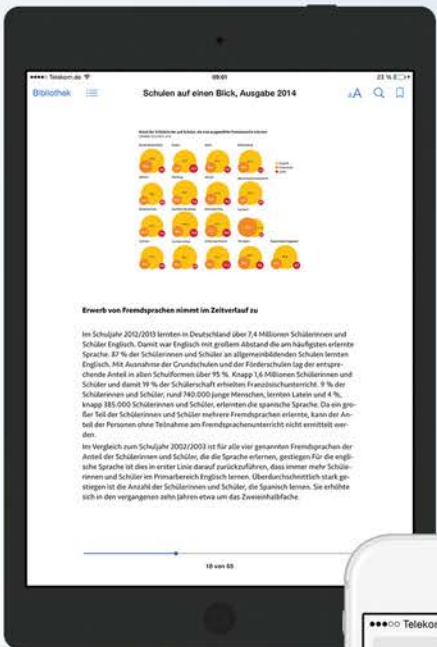 ●●●●○ Telekom.de 09:01 23 %
Bibliothek Schulen auf einen Blick, Ausgabe 2014 AA
Erwerb von Fremdsprachen nimmt im Zeitverlauf zu
Im Schuljahr 2012/2013 lernten in Deutschland über 7,4 Millionen Schülerinnen und
Schüler Englisch. Damit war Englisch mit großem Abstand die am häufigsten erlernte
Sprache. 87 % der Schülerinnen und Schüler an allgemeinbildenden Schulen lernten
Englisch. Mit Ausnahme der Grundschulen und der Förderschulen lag der entspre-
chende Anteil in allen Schulformen über 95 %. Knapp 1,6 Millionen Schülerinnen und
Schüler und damit 19 % der Schülerschaft erhielten Französischunterricht. 9 % der
Schülerinnen und Schüler, rund 740.000 junge Menschen, lernten Latein und 4 %,
knapp 385.000 Schülerinnen und Schüler, erlernten die spanische Sprache. Da ein gro-
ßer Teil der Schülerinnen und Schüler mehrere Fremdsprachen erlernte, kann der An-
teil der Personen ohne Teilnahme am Fremdsprachenunterricht nicht ermittelt wer-
den.
Im Vergleich zum Schuljahr 2002/2003 ist für alle vier genannten Fremdsprachen der
Anteil der Schülerinnen und Schüler, die die Sprache erlernen, gestiegen Für die engli-
sche Sprache ist dies in erster Linie darauf zurückzuführen, dass immer mehr Schüle-
rinnen und Schüler im Primarbereich Englisch lernen. Überdurchschnittlich stark ge-
stiegen ist die Anzahl der Schülerinnen und Schüler, die Spanisch lernen. Sie erhöhte
sich in den vergangenen zehn Jahren etwa um das Zweieinhalbfache.
18 von 55
●●●○○ Telekom